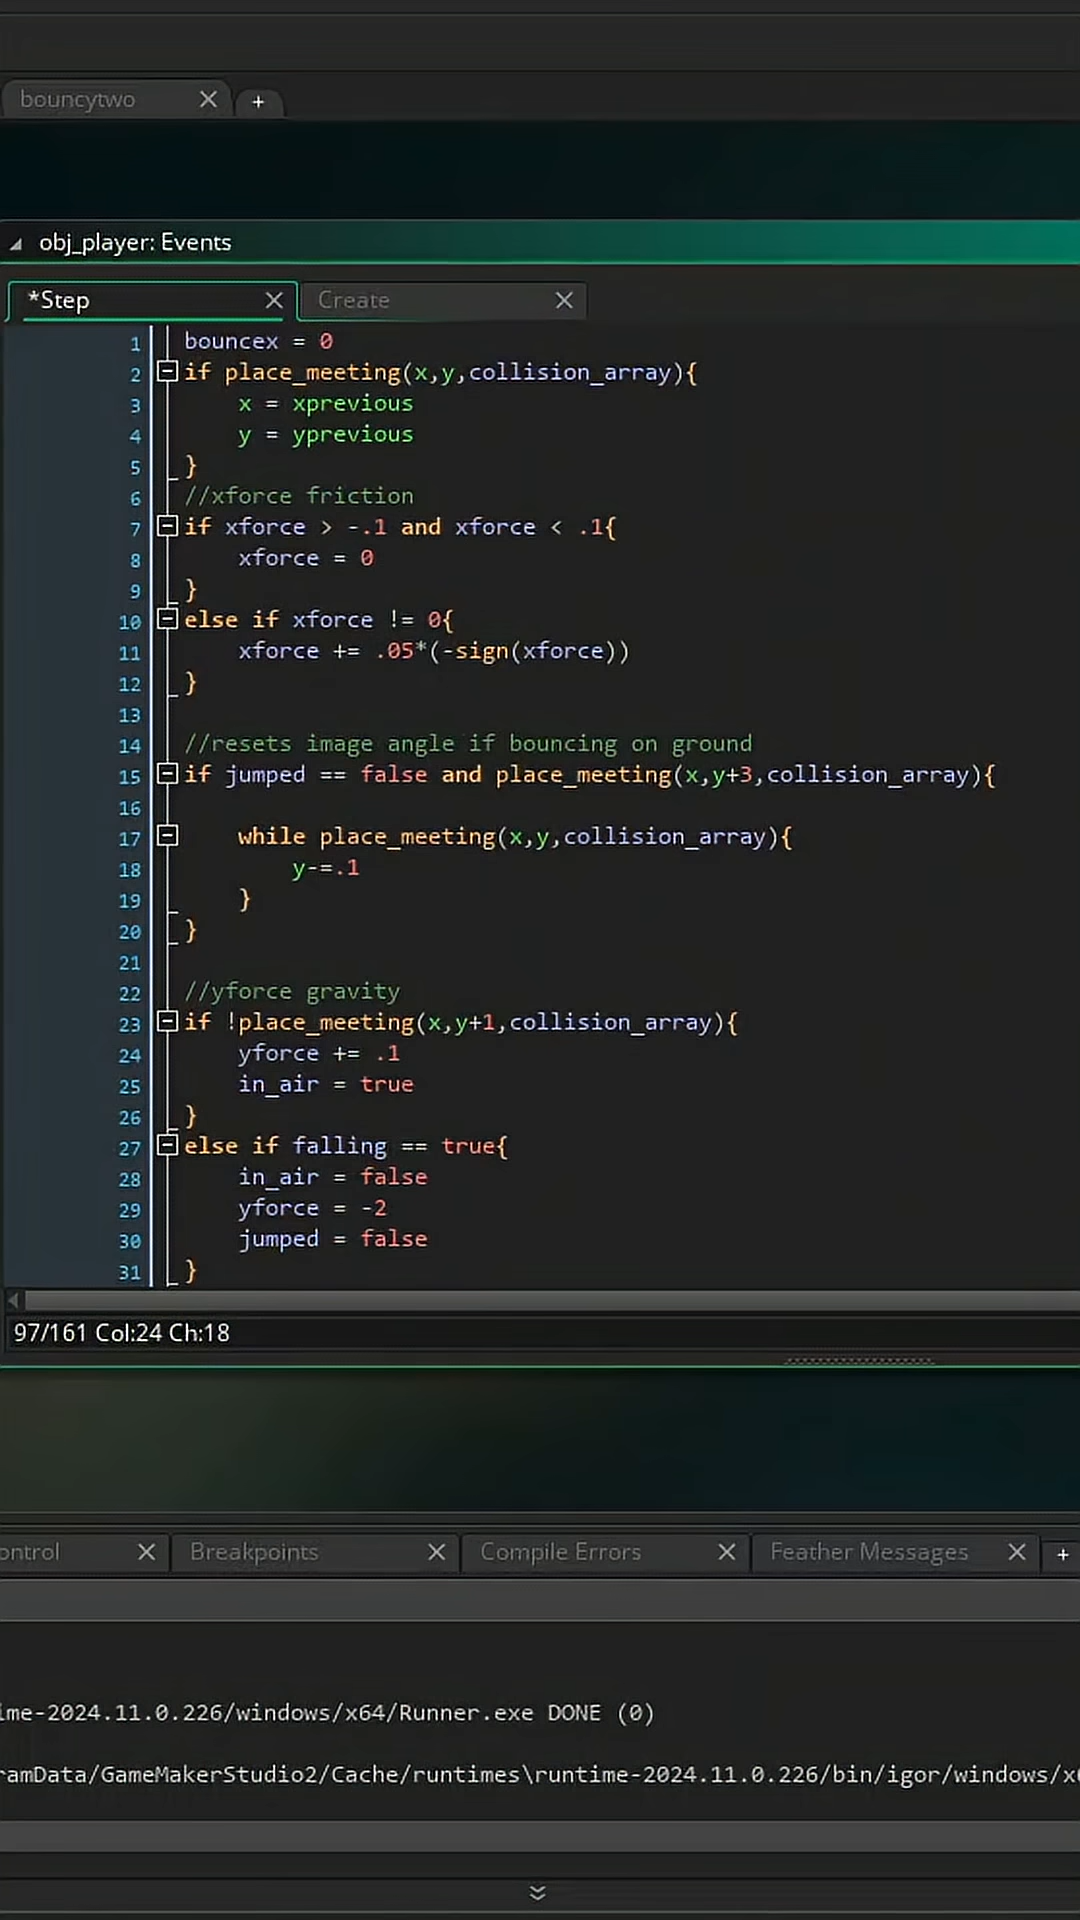 bouncytwo
+
obj_player: Events
*Step
Create
1 bouncex = 0
2 if place_meeting(x,y,collision_array){
3 x = xprevious
4 y = yprevious
5 }
6 //xforce friction
7 if xforce > -.1 and xforce < .1{
8 xforce = 0
9 }
10 else if xforce != 0{
11 xforce += .05*(-sign(xforce))
12 }
13
14 //resets image angle if bouncing on ground
15 if jumped == false and place_meeting(x,y+3,collision_array){
16
17 while place_meeting(x,y,collision_array){
18 y-=.1
19 }
20 }
21
22 //yforce gravity
23 if !place_meeting(x,y+1,collision_array){
24 yforce += .1
25 in_air = true
26 }
27 else if falling == true{
28 in_air = false
29 yforce = -2
30 jumped = false
31 }
97/161 Col:24 Ch:18
ontrol
Breakpoints
Compile Errors
Feather Messages
+
ime-2024.11.0.226/windows/x64/Runner.exe DONE (0)
ramData/GameMakerStudio2/Cache/runtimes\runtime-2024.11.0.226/bin/igor/windows/x